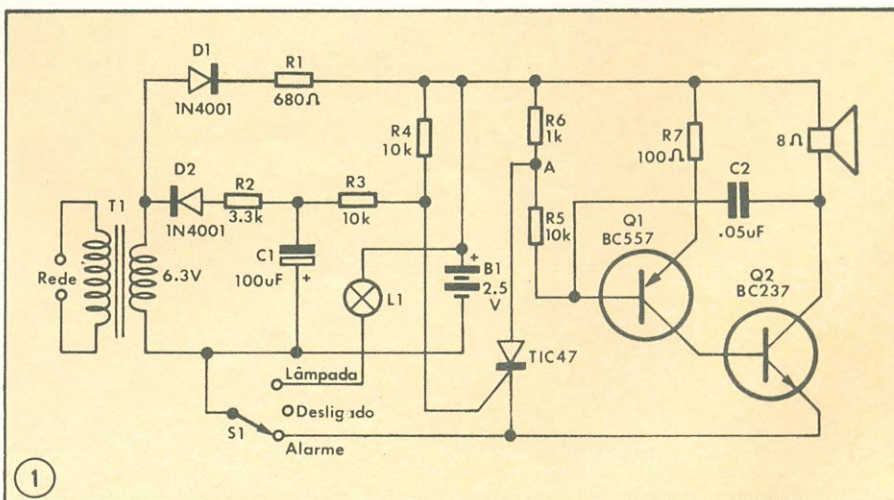 D1
1N4001
R1
680Ω
R4
10k
R6
1k
A
R7
100Ω
8Ω
D2
1N4001
R2
3.3k
R3
10k
R5
10k
C2
.05uF
Q1
BC557
Q2
BC237
T1
Rede
6.3V
C1
100uF
+
L1
+
B1
2.5
V
TIC47
Lâmpada
Desligado
S1
Alarme
1